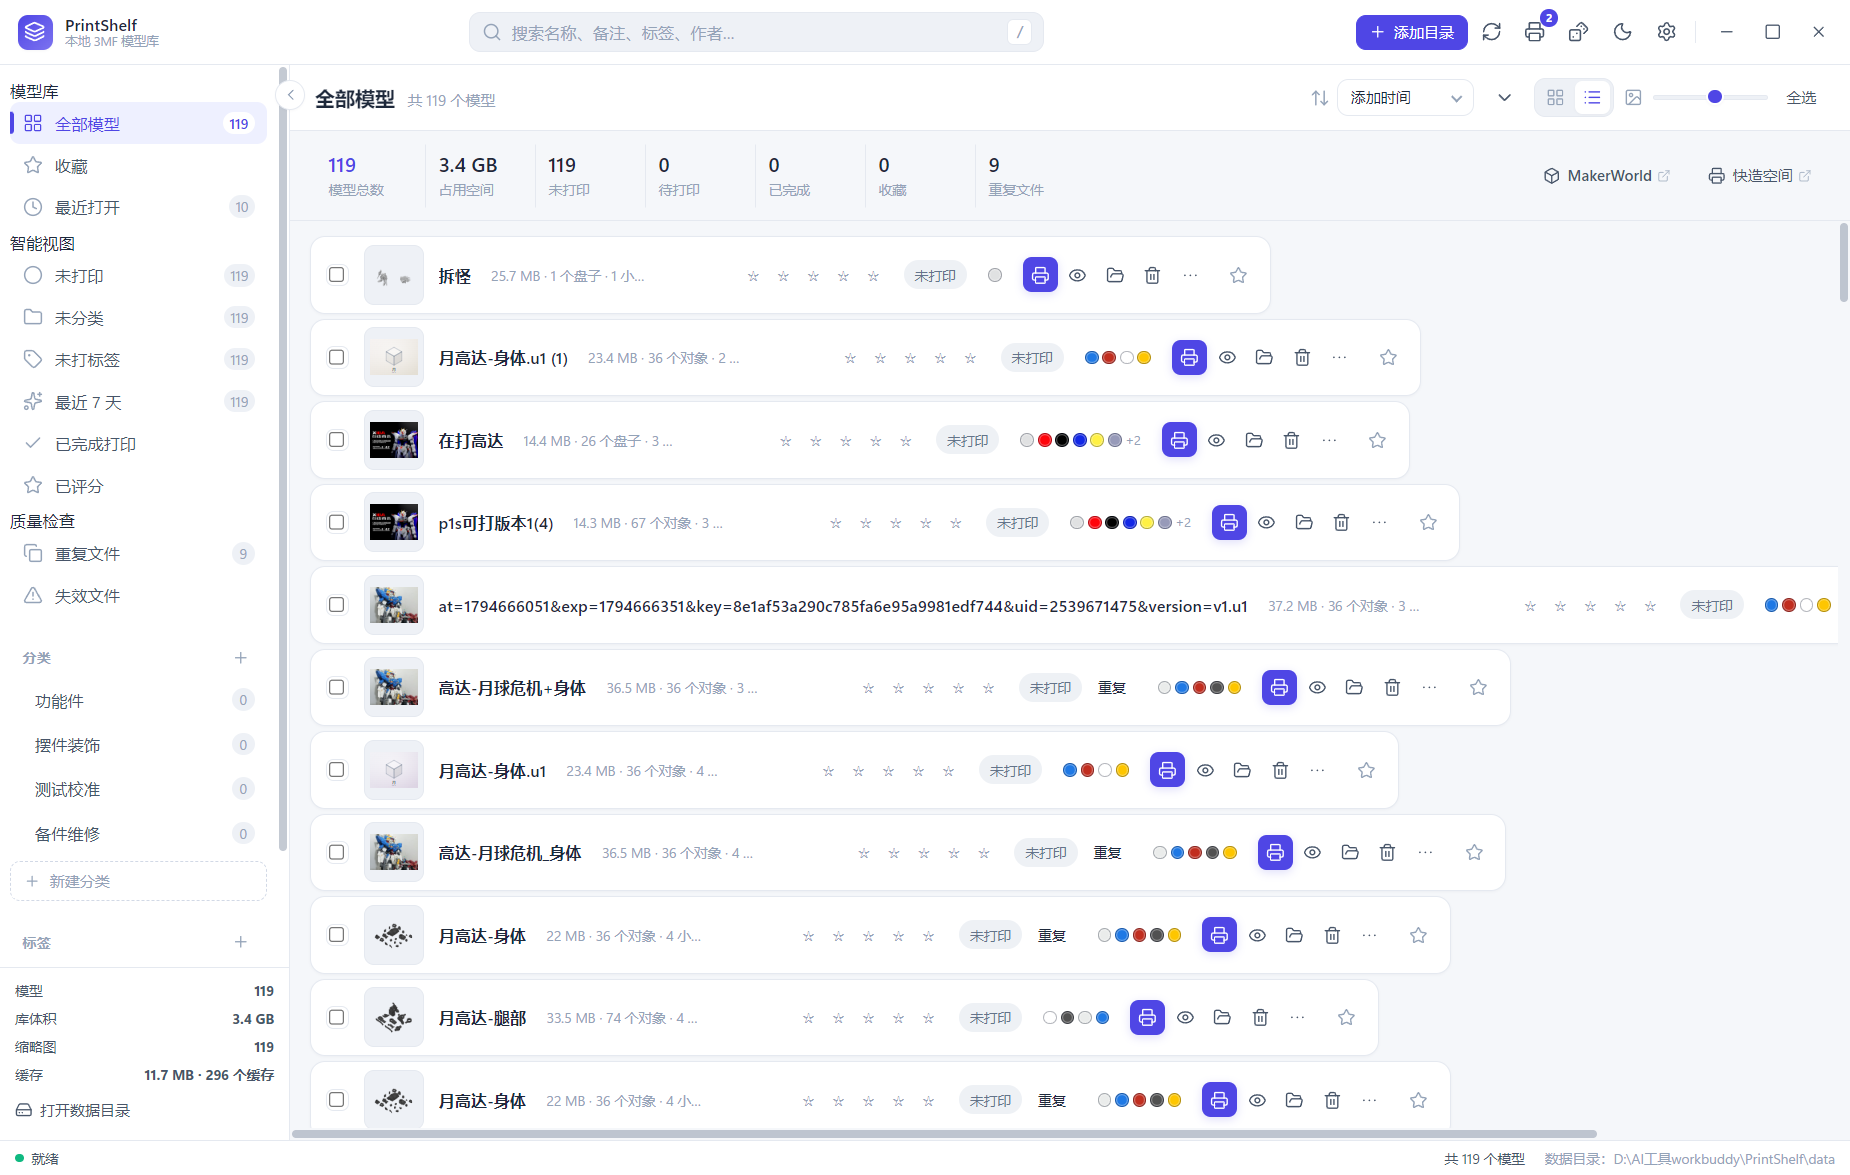 PrintShelf
本地 3MF 模型库
搜索名称、备注、标签、作者...
/
添加目录
2
模型库
全部模型 119
收藏
最近打开 10
智能视图
未打印 119
未分类 119
未打标签 119
最近 7 天 119
已完成打印
已评分
质量检查
重复文件 9
失效文件
分类
功能件 0
摆件装饰 0
测试校准 0
备件维修 0
新建分类
标签
模型 119
库体积 3.4 GB
缩略图 119
缓存 11.7 MB · 296 个缓存
打开数据目录
全部模型 共 119 个模型
添加时间
全选
119 3.4 GB 119 0 0 0 9
模型总数 占用空间 未打印 待打印 已完成 收藏 重复文件
MakerWorld 快造空间
拆怪 25.7 MB · 1 个盘子 · 1 小... 未打印
月高达-身体.u1 (1) 23.4 MB · 36 个对象 · 2 ... 未打印
在打高达 14.4 MB · 26 个盘子 · 3 ... 未打印 +2
p1s可打版本1(4) 14.3 MB · 67 个对象 · 3 ... 未打印 +2
at=1794666051&exp=1794666351&key=8e1af53a290c785fa6e95a9981edf744&uid=2539671475&version=v1.u1 37.2 MB · 36 个对象 · 3 ... 未打印
高达-月球危机+身体 36.5 MB · 36 个对象 · 3 ... 未打印 重复
月高达-身体.u1 23.4 MB · 36 个对象 · 4 ... 未打印
高达-月球危机_身体 36.5 MB · 36 个对象 · 4 ... 未打印 重复
月高达-身体 22 MB · 36 个对象 · 4 小... 未打印 重复
月高达-腿部 33.5 MB · 74 个对象 · 4 ... 未打印
月高达-身体 22 MB · 36 个对象 · 4 小... 未打印 重复
就绪
共 119 个模型 数据目录: D:\AI工具workbuddy\PrintShelf\data